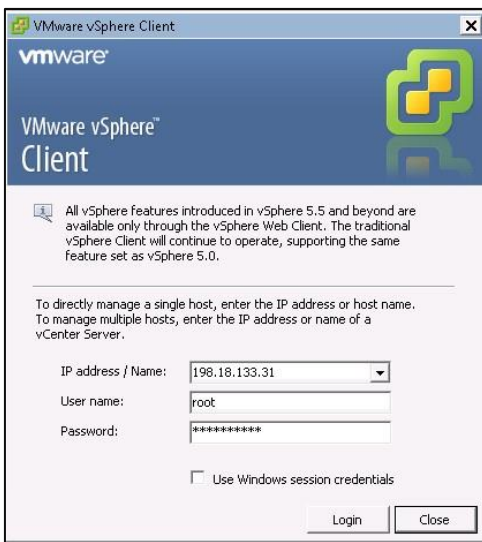 VMware vSphere Client
vmware
VMware vSphere™
Client
All vSphere features introduced in vSphere 5.5 and beyond are
available only through the vSphere Web Client. The traditional
vSphere Client will continue to operate, supporting the same
feature set as vSphere 5.0.
To directly manage a single host, enter the IP address or host name.
To manage multiple hosts, enter the IP address or name of a
vCenter Server.
IP address / Name: 198.18.133.31
User name: root
Password: **********
Use Windows session credentials
Login Close